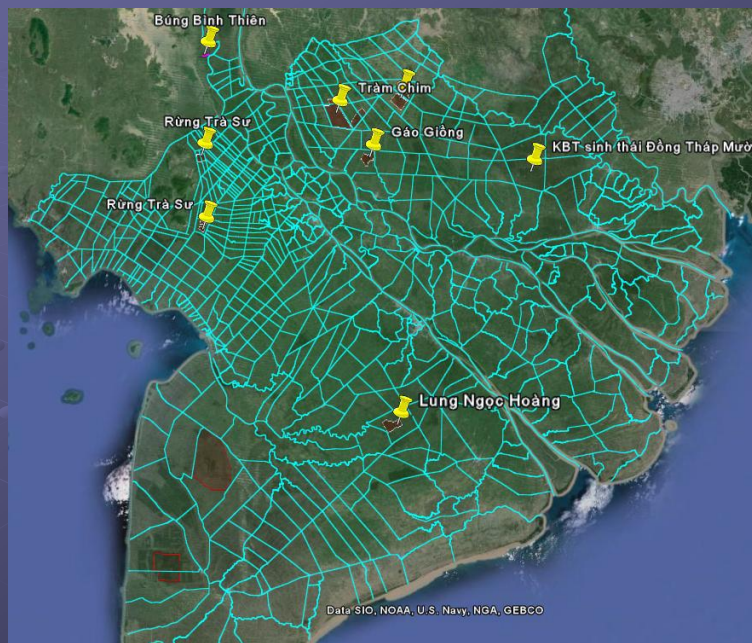 Búng Bình Thiên
Tràm Chim
Rừng Trà Sư
Gáo Giồng
KBT sinh thái Đồng Tháp Mườ
Rừng Trà Sư
Lung Ngọc Hoàng
Data SIO, NOAA, U.S. Navy, NGA, GEBCO